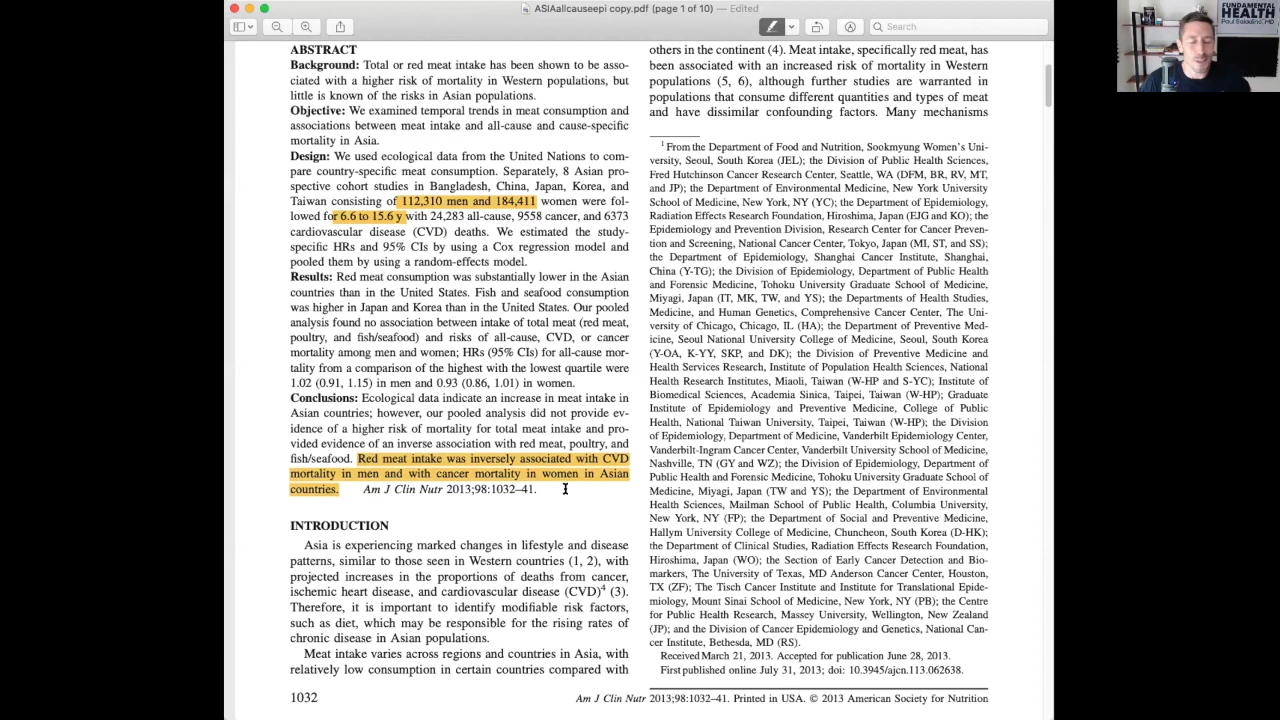 ASIAallcauseepi copy.pdf (page 1 of 10) — Edited
Search
FUNDAMENTAL
HEALTH
Paul Saladino, MD
ABSTRACT
Background: Total or red meat intake has been shown to be asso-
ciated with a higher risk of mortality in Western populations, but
little is known of the risks in Asian populations.
Objective: We examined temporal trends in meat consumption and
associations between meat intake and all-cause and cause-specific
mortality in Asia.
Design: We used ecological data from the United Nations to com-
pare country-specific meat consumption. Separately, 8 Asian pro-
spective cohort studies in Bangladesh, China, Japan, Korea, and
Taiwan consisting of 112,310 men and 184,411 women were fol-
lowed for 6.6 to 15.6 y with 24,283 all-cause, 9558 cancer, and 6373
cardiovascular disease (CVD) deaths. We estimated the study-
specific HRs and 95% CIs by using a Cox regression model and
pooled them by using a random-effects model.
Results: Red meat consumption was substantially lower in the Asian
countries than in the United States. Fish and seafood consumption
was higher in Japan and Korea than in the United States. Our pooled
analysis found no association between intake of total meat (red meat,
poultry, and fish/seafood) and risks of all-cause, CVD, or cancer
mortality among men and women; HRs (95% CIs) for all-cause mor-
tality from a comparison of the highest with the lowest quartile were
1.02 (0.91, 1.15) in men and 0.93 (0.86, 1.01) in women.
Conclusions: Ecological data indicate an increase in meat intake in
Asian countries; however, our pooled analysis did not provide ev-
idence of a higher risk of mortality for total meat intake and pro-
vided evidence of an inverse association with red meat, poultry, and
fish/seafood. Red meat intake was inversely associated with CVD
mortality in men and with cancer mortality in women in Asian
countries. Am J Clin Nutr 2013;98:1032–41.
INTRODUCTION
Asia is experiencing marked changes in lifestyle and disease
patterns, similar to those seen in Western countries (1, 2), with
projected increases in the proportions of deaths from cancer,
ischemic heart disease, and cardiovascular disease (CVD)4 (3).
Therefore, it is important to identify modifiable risk factors,
such as diet, which may be responsible for the rising rates of
chronic disease in Asian populations.
Meat intake varies across regions and countries in Asia, with
relatively low consumption in certain countries compared with
others in the continent (4). Meat intake, specifically red meat, has
been associated with an increased risk of mortality in Western
populations (5, 6), although further studies are warranted in
populations that consume different quantities and types of meat
and have dissimilar confounding factors. Many mechanisms
1 From the Department of Food and Nutrition, Sookmyung Women's Uni-
versity, Seoul, South Korea (JEL); the Division of Public Health Sciences,
Fred Hutchinson Cancer Research Center, Seattle, WA (DFM, BR, RV, MT,
and JP); the Department of Environmental Medicine, New York University
School of Medicine, New York, NY (YC); the Department of Epidemiology,
Radiation Effects Research Foundation, Hiroshima, Japan (EJG and KO); the
Epidemiology and Prevention Division, Research Center for Cancer Preven-
tion and Screening, National Cancer Center, Tokyo, Japan (MI, ST, and SS);
the Department of Epidemiology, Shanghai Cancer Institute, Shanghai,
China (Y-TG); the Division of Epidemiology, Department of Public Health
and Forensic Medicine, Tohoku University Graduate School of Medicine,
Miyagi, Japan (IT, MK, TW, and YS); the Departments of Health Studies,
Medicine, and Human Genetics, Comprehensive Cancer Center, The Uni-
versity of Chicago, Chicago, IL (HA); the Department of Preventive Med-
icine, Seoul National University College of Medicine, Seoul, South Korea
(Y-OA, K-YY, SKP, and DK); the Division of Preventive Medicine and
Health Services Research, Institute of Population Health Sciences, National
Health Research Institutes, Miaoli, Taiwan (W-HP and S-YC); Institute of
Biomedical Sciences, Academia Sinica, Taipei, Taiwan (W-HP); Graduate
Institute of Epidemiology and Preventive Medicine, College of Public
Health, National Taiwan University, Taipei, Taiwan (W-HP); the Division
of Epidemiology, Department of Medicine, Vanderbilt Epidemiology Center,
Vanderbilt-Ingram Cancer Center, Vanderbilt University School of Medicine,
Nashville, TN (GY and WZ); the Division of Epidemiology, Department of
Public Health and Forensic Medicine, Tohoku University Graduate School of
Medicine, Miyagi, Japan (TW and YS); the Department of Environmental
Health Sciences, Mailman School of Public Health, Columbia University,
New York, NY (FP); the Department of Social and Preventive Medicine,
Hallym University College of Medicine, Chuncheon, South Korea (D-HK);
the Department of Clinical Studies, Radiation Effects Research Foundation,
Hiroshima, Japan (WO); the Section of Early Cancer Detection and Bio-
markers, The University of Texas, MD Anderson Cancer Center, Houston,
TX (ZF); The Tisch Cancer Institute and Institute for Translational Epide-
miology, Mount Sinai School of Medicine, New York, NY (PB); the Centre
for Public Health Research, Massey University, Wellington, New Zealand
(JP); and the Division of Cancer Epidemiology and Genetics, National Can-
cer Institute, Bethesda, MD (RS).
Received March 21, 2013. Accepted for publication June 28, 2013.
First published online July 31, 2013; doi: 10.3945/ajcn.113.062638.
1032
Am J Clin Nutr 2013;98:1032–41. Printed in USA. © 2013 American Society for Nutrition